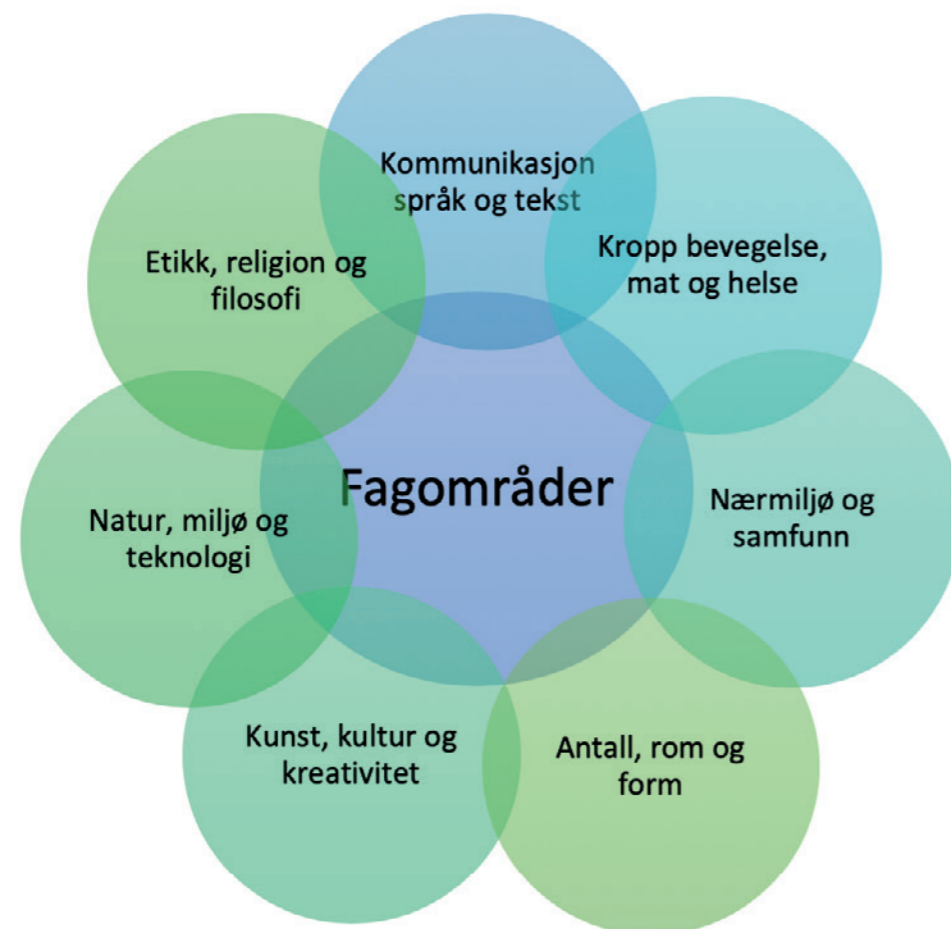 Kommunikasjon
språk og tekst
Kropp bevegelse,
mat og helse
Nærmiljø og
samfunn
Antall, rom og
form
Kunst, kultur og
kreativitet
Natur, miljø og
teknologi
Etikk, religion og
filosofi
Fagområder